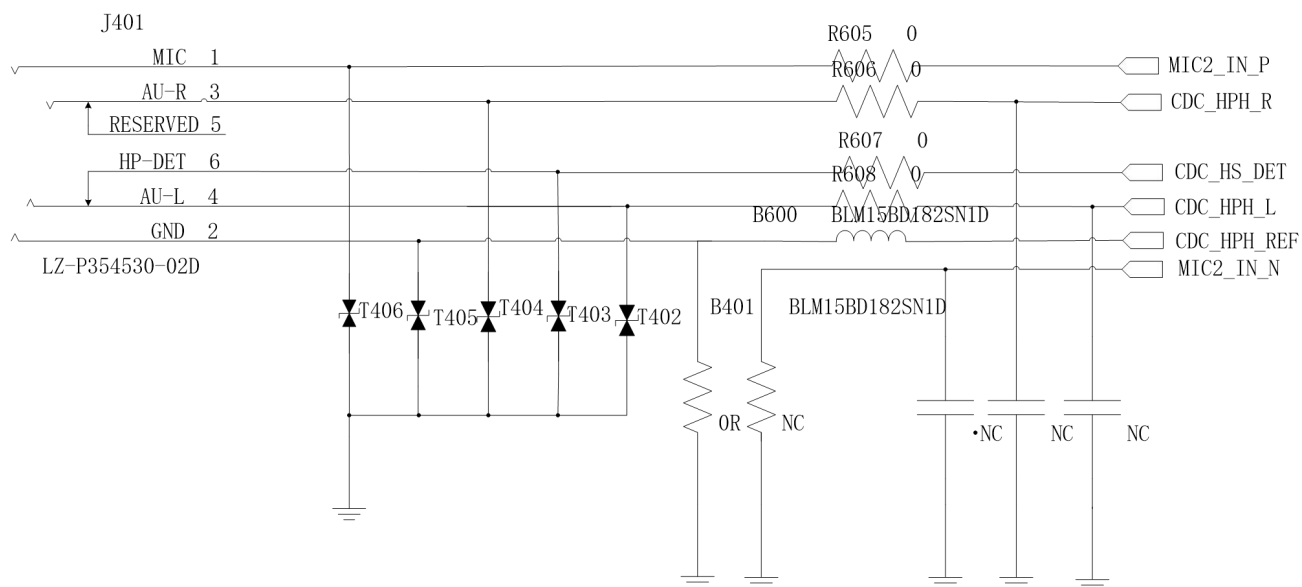 J401
R605 0
MIC 1
MIC2_IN_P
R606 0
AU-R 3
CDC_HPH_R
RESERVED 5
R607 0
HP-DET 6
CDC_HS_DET
R608 0
AU-L 4
CDC_HPH_L
B600 BLM15BD182SN1D
GND 2
CDC_HPH_REF
LZ-P354530-02D
MIC2_IN_N
T406
T405
T404
T403
T402
B401 BLM15BD182SN1D
0R
NC
•NC
NC
NC